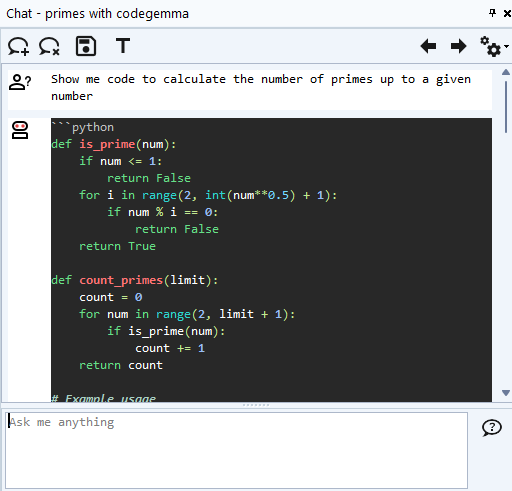 Chat - primes with codegemma
T
Show me code to calculate the number of primes up to a given
number
```python
def is_prime(num):
    if num <= 1:
        return False
    for i in range(2, int(num**0.5) + 1):
        if num % i == 0:
            return False
    return True

def count_primes(limit):
    count = 0
    for num in range(2, limit + 1):
        if is_prime(num):
            count += 1
    return count

# Example usage
Ask me anything